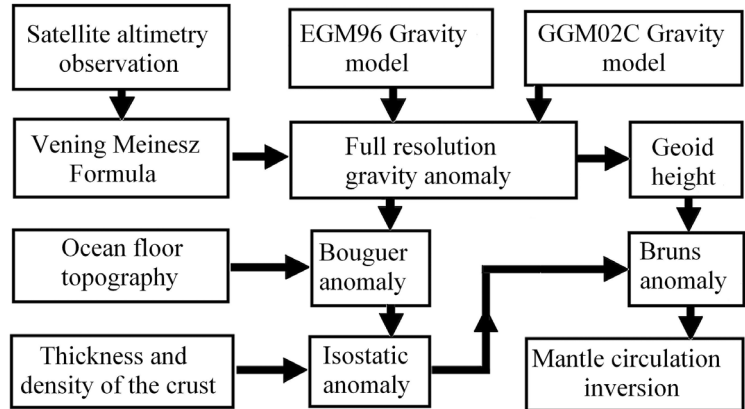 Satellite altimetry
observation
EGM96 Gravity
model
GGM02C Gravity
model
Vening Meinesz
Formula
Full resolution
gravity anomaly
Geoid
height
Ocean floor
topography
Bouguer
anomaly
Bruns
anomaly
Thickness and
density of the crust
Isostatic
anomaly
Mantle circulation
inversion